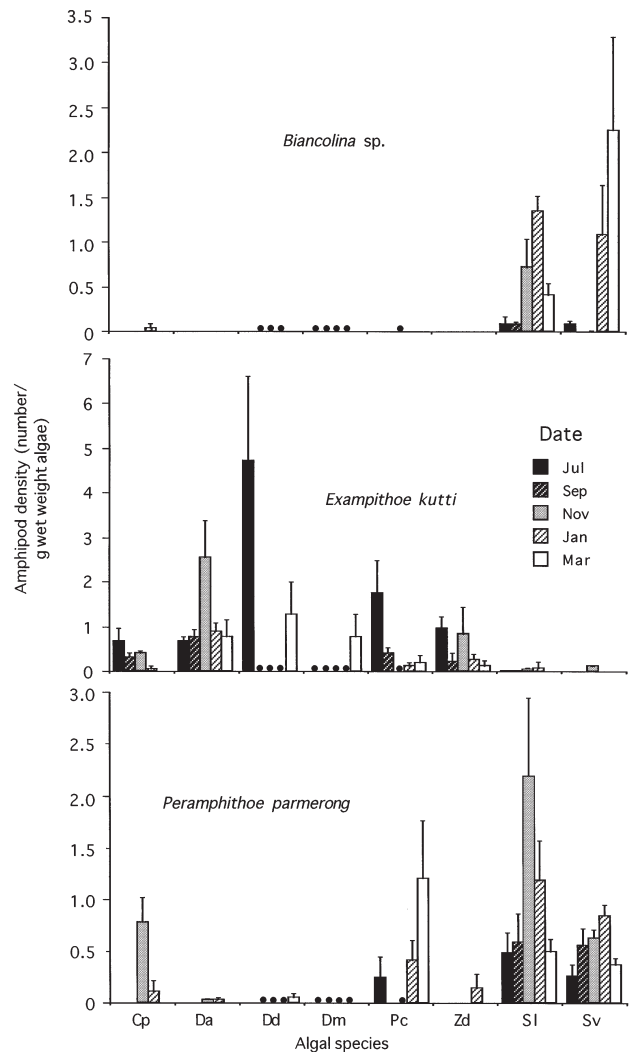 3.5
3.0
2.5
2.0
1.5
1.0
0.5
0
Biancolina sp.
Amphipod density (number/
g wet weight algae)
7
6
5
4
3
2
1
0
Exampithoe kutti
Date
Jul
Sep
Nov
Jan
Mar
3.0
2.5
2.0
1.5
1.0
0.5
0
Peramphithoe parmerong
Cp Da Dd Dm Pc Zd Sl Sv
Algal species